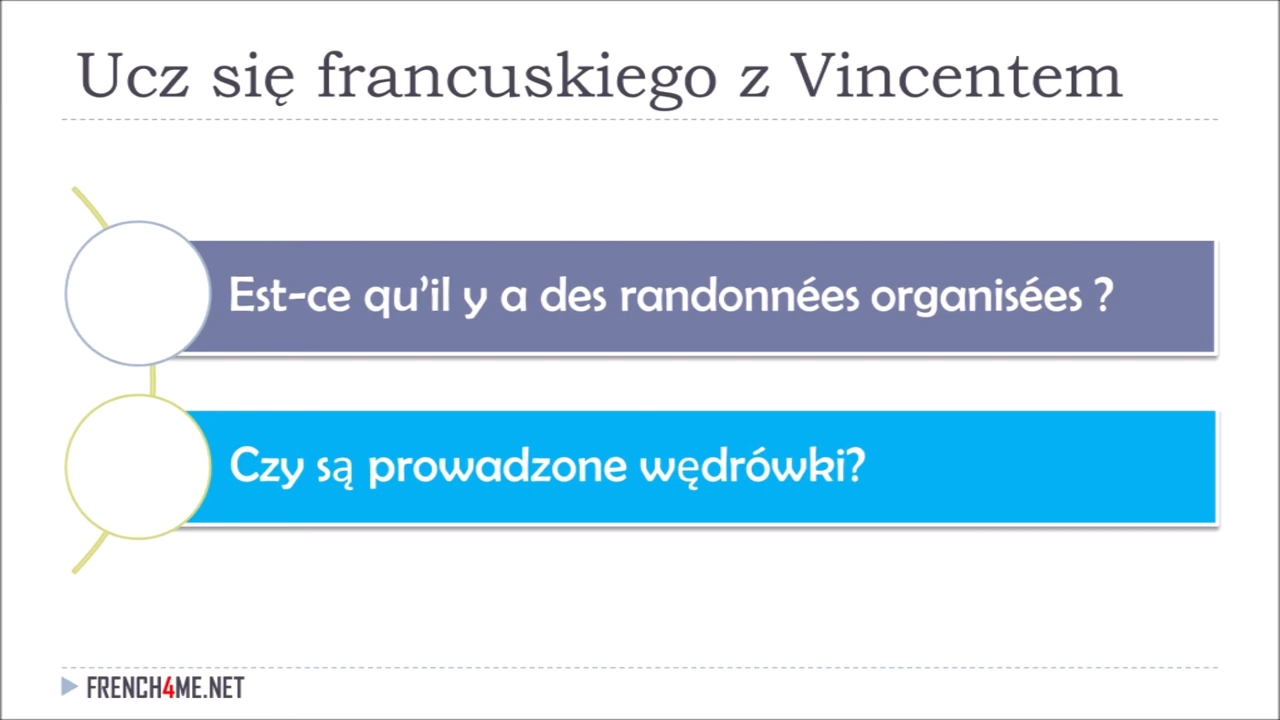 Ucz się francuskiego z Vincentem
Est-ce qu’il y a des randonnées organisées ?
Czy są prowadzone wędrówki?
FRENCH4ME.NET